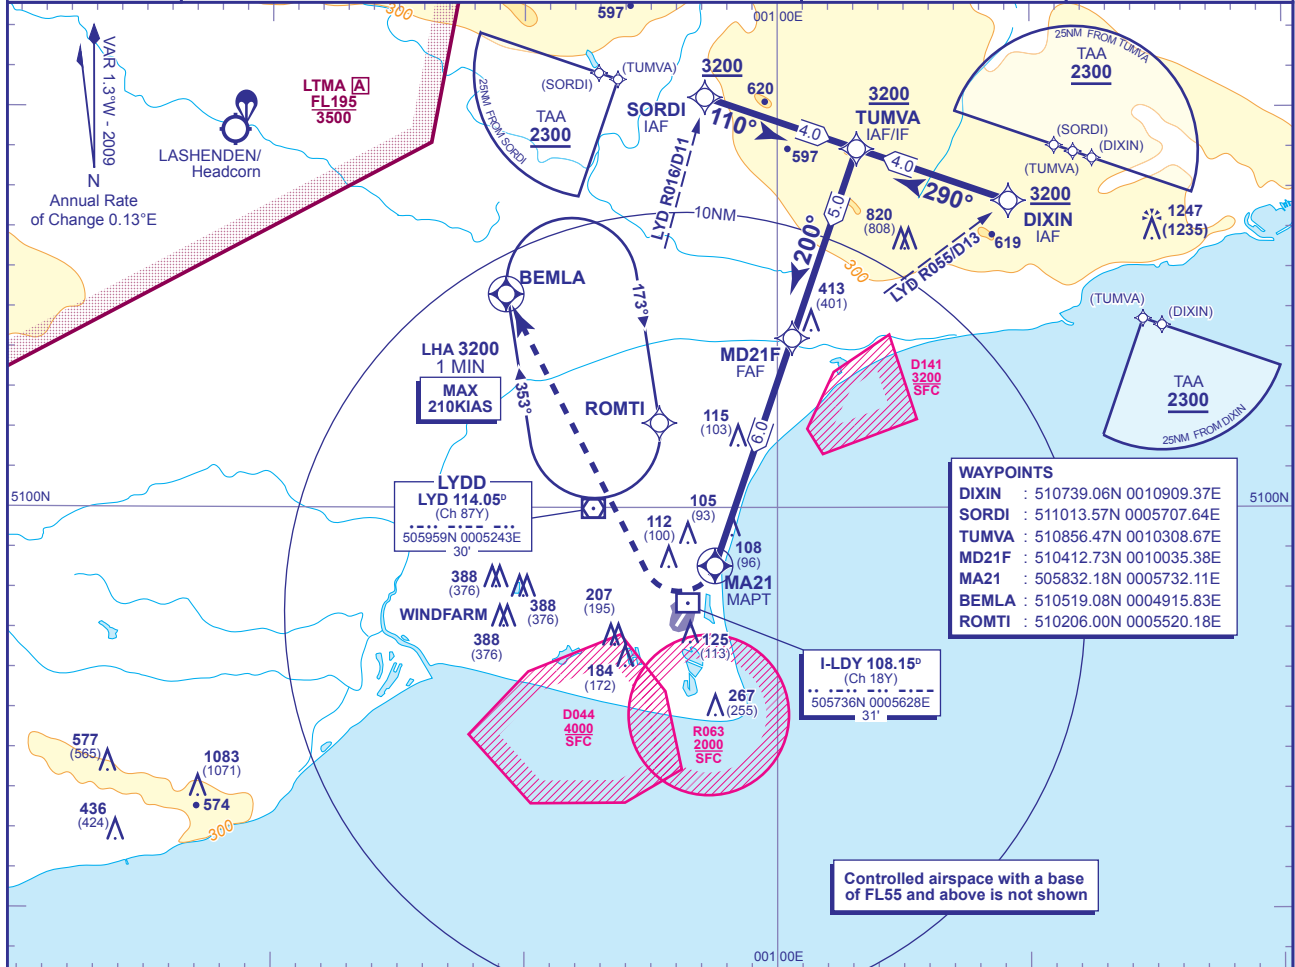 300
597
001 00E
25NM FROM TUMVA
TAA
2300
(SORDI)
(DIXIN)
(TUMVA)
VAR 1.3°W - 2009
N
Annual Rate
of Change 0.13°E
LASHENDEN/
Headcorn
LTMA A
FL195
3500
(SORDI)
(TUMVA)
TAA
2300
25NM FROM SORDI
3200
SORDI
IAF
620
110°
4.0
597
3200
TUMVA
IAF/IF
4.0
290°
3200
DIXIN
IAF
619
1247
(1235)
LYD R016/D11
10NM
5.0
200°
820
(808)
LYD R055/D13
300
413
(401)
BEMLA
173°
LHA 3200
1 MIN
MAX
210KIAS
353°
ROMTI
MD21F
FAF
D141
3200
SFC
(TUMVA)
(DIXIN)
TAA
2300
25NM FROM DIXIN
115
(103)
6.0
5100N
5100N
LYDD
LYD 114.05ᴰ
(Ch 87Y)
505959N 0005243E
30'
105
(93)
112
(100)
108
(96)
MA21
MAPT
WAYPOINTS
DIXIN : 510739.06N 0010909.37E
SORDI : 511013.57N 0005707.64E
TUMVA : 510856.47N 0010308.67E
MD21F : 510412.73N 0010035.38E
MA21 : 505832.18N 0005732.11E
BEMLA : 510519.08N 0004915.83E
ROMTI : 510206.00N 0005520.18E
388
(376)
388
(376)
WINDFARM
388
(376)
207
(195)
184
(172)
125
(113)
267
(255)
I-LDY 108.15ᴰ
(Ch 18Y)
505736N 0005628E
31'
D044
4000
SFC
R063
2000
SFC
577
(565)
1083
(1071)
574
436
(424)
300
Controlled airspace with a base
of FL55 and above is not shown
001 00E